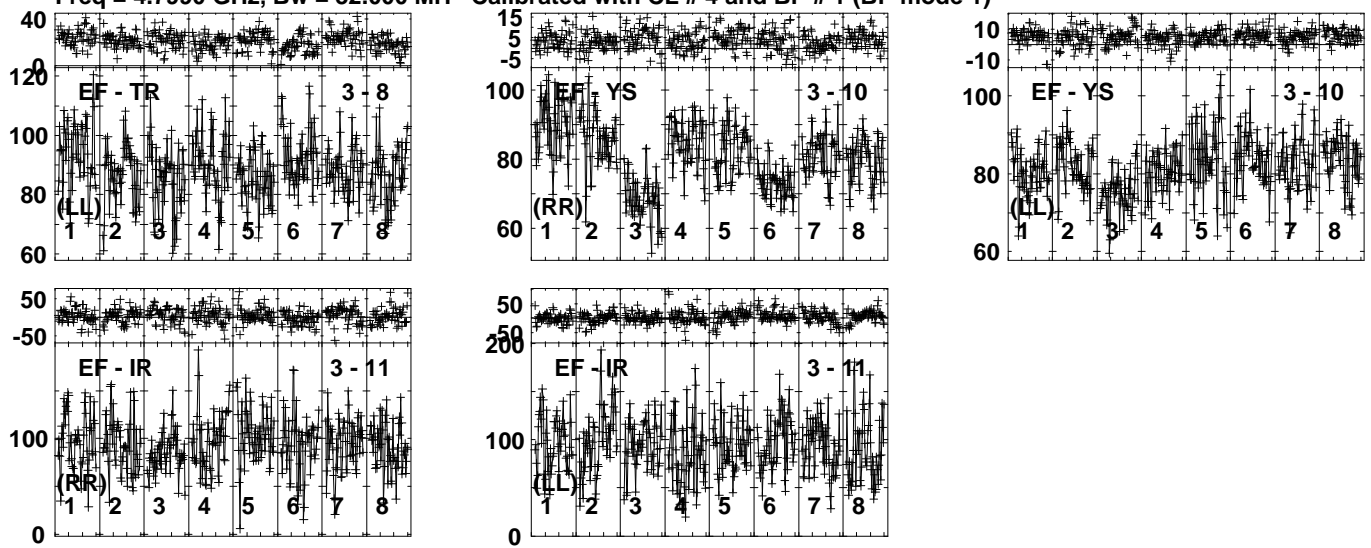 Freq = 4.7990 GHz, Bw = 32.000 MH Calibrated with CL # 4 and BP # 1 (BP mode 1)
40
0
15
5
-5
10
-10
120
100
80
60
EF - TR
3 - 8
(LL)
1 2 3 4 5 6 7 8
100
80
60
EF - YS
3 - 10
(RR)
1 2 3 4 5 6 7 8
100
80
60
EF - YS
3 - 10
(LL)
1 2 3 4 5 6 7 8
50
-50
50
-50
100
0
EF - IR
3 - 11
(RR)
1 2 3 4 5 6 7 8
200
100
0
EF - IR
3 - 11
(LL)
1 2 3 4 5 6 7 8